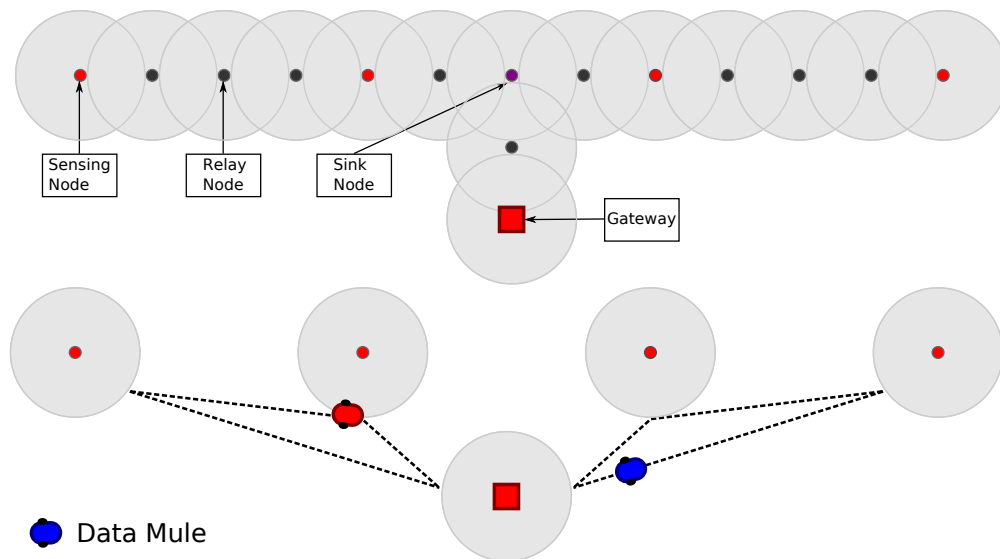 Sensing
Node
Relay
Node
Sink
Node
Gateway
Data Mule